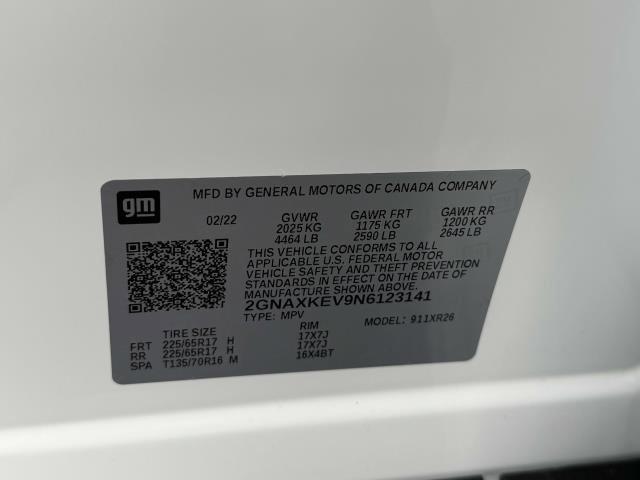 gm
MFD BY GENERAL MOTORS OF CANADA COMPANY
02/22 GVWR GAWR FRT GAWR RR
2025 KG 1175 KG 1200 KG
4464 LB 2590 LB 2645 LB
THIS VEHICLE CONFORMS TO ALL
APPLICABLE U.S. FEDERAL MOTOR
VEHICLE SAFETY AND THEFT PREVENTION
STANDARDS IN EFFECT ON THE DATE OF
MANUFACTURE SHOWN ABOVE.
2GNAXKEV9N6123141
TYPE: MPV MODEL: 911XR26
TIRE SIZE RIM
FRT 225/65R17 H 17X7J
RR 225/65R17 H 17X7J
SPA T135/70R16 M 16X4BT